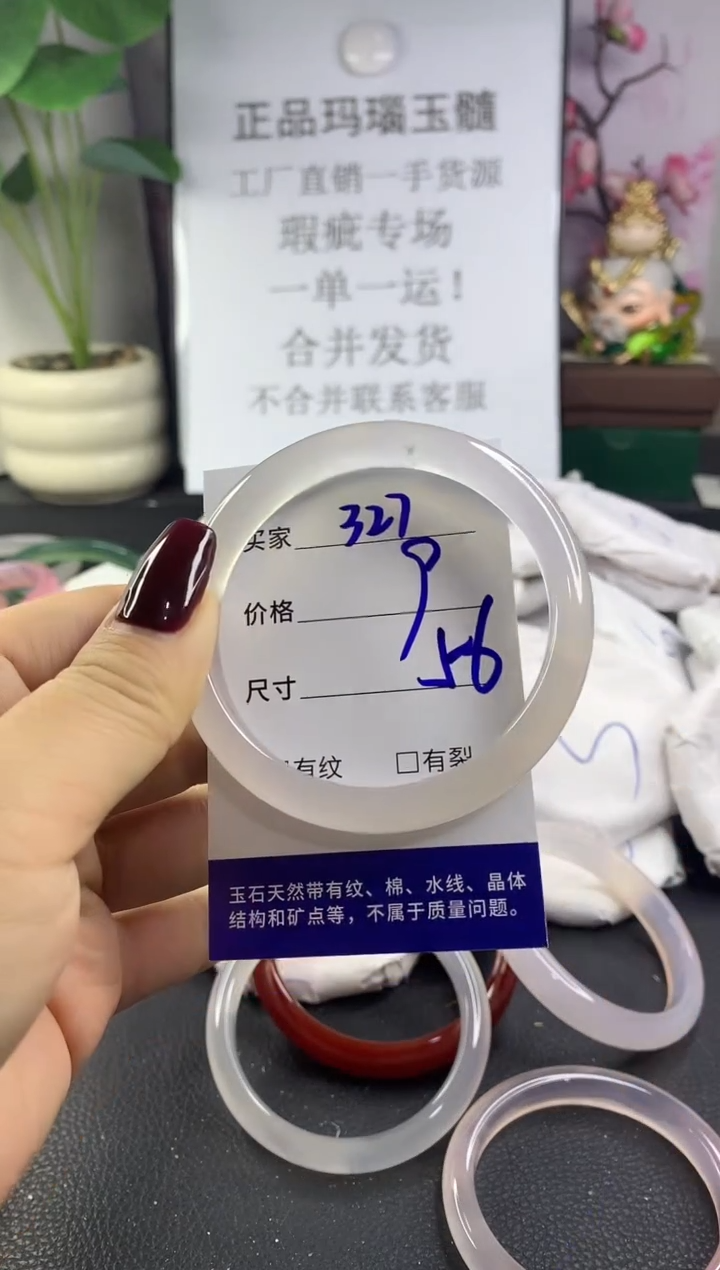 正品玛瑙玉髓
工厂直销一手货源
瑕疵专场
一单一运！
合并发货
不合并联系客服
买家 327
价格 9
尺寸 56
有纹 □有裂
玉石天然带有纹、棉、水线、晶体
结构和矿点等，不属于质量问题。